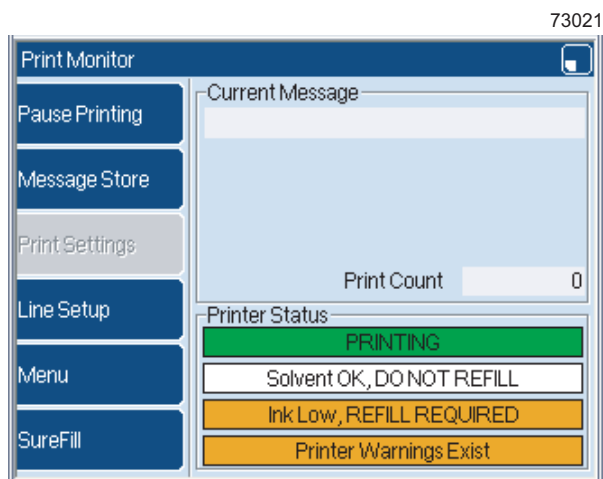 73021
Print Monitor
Pause Printing
Message Store
Print Settings
Line Setup
Menu
SureFill
Current Message
Print Count 0
Printer Status
PRINTING
Solvent OK, DO NOT REFILL
Ink Low, REFILL REQUIRED
Printer Warnings Exist